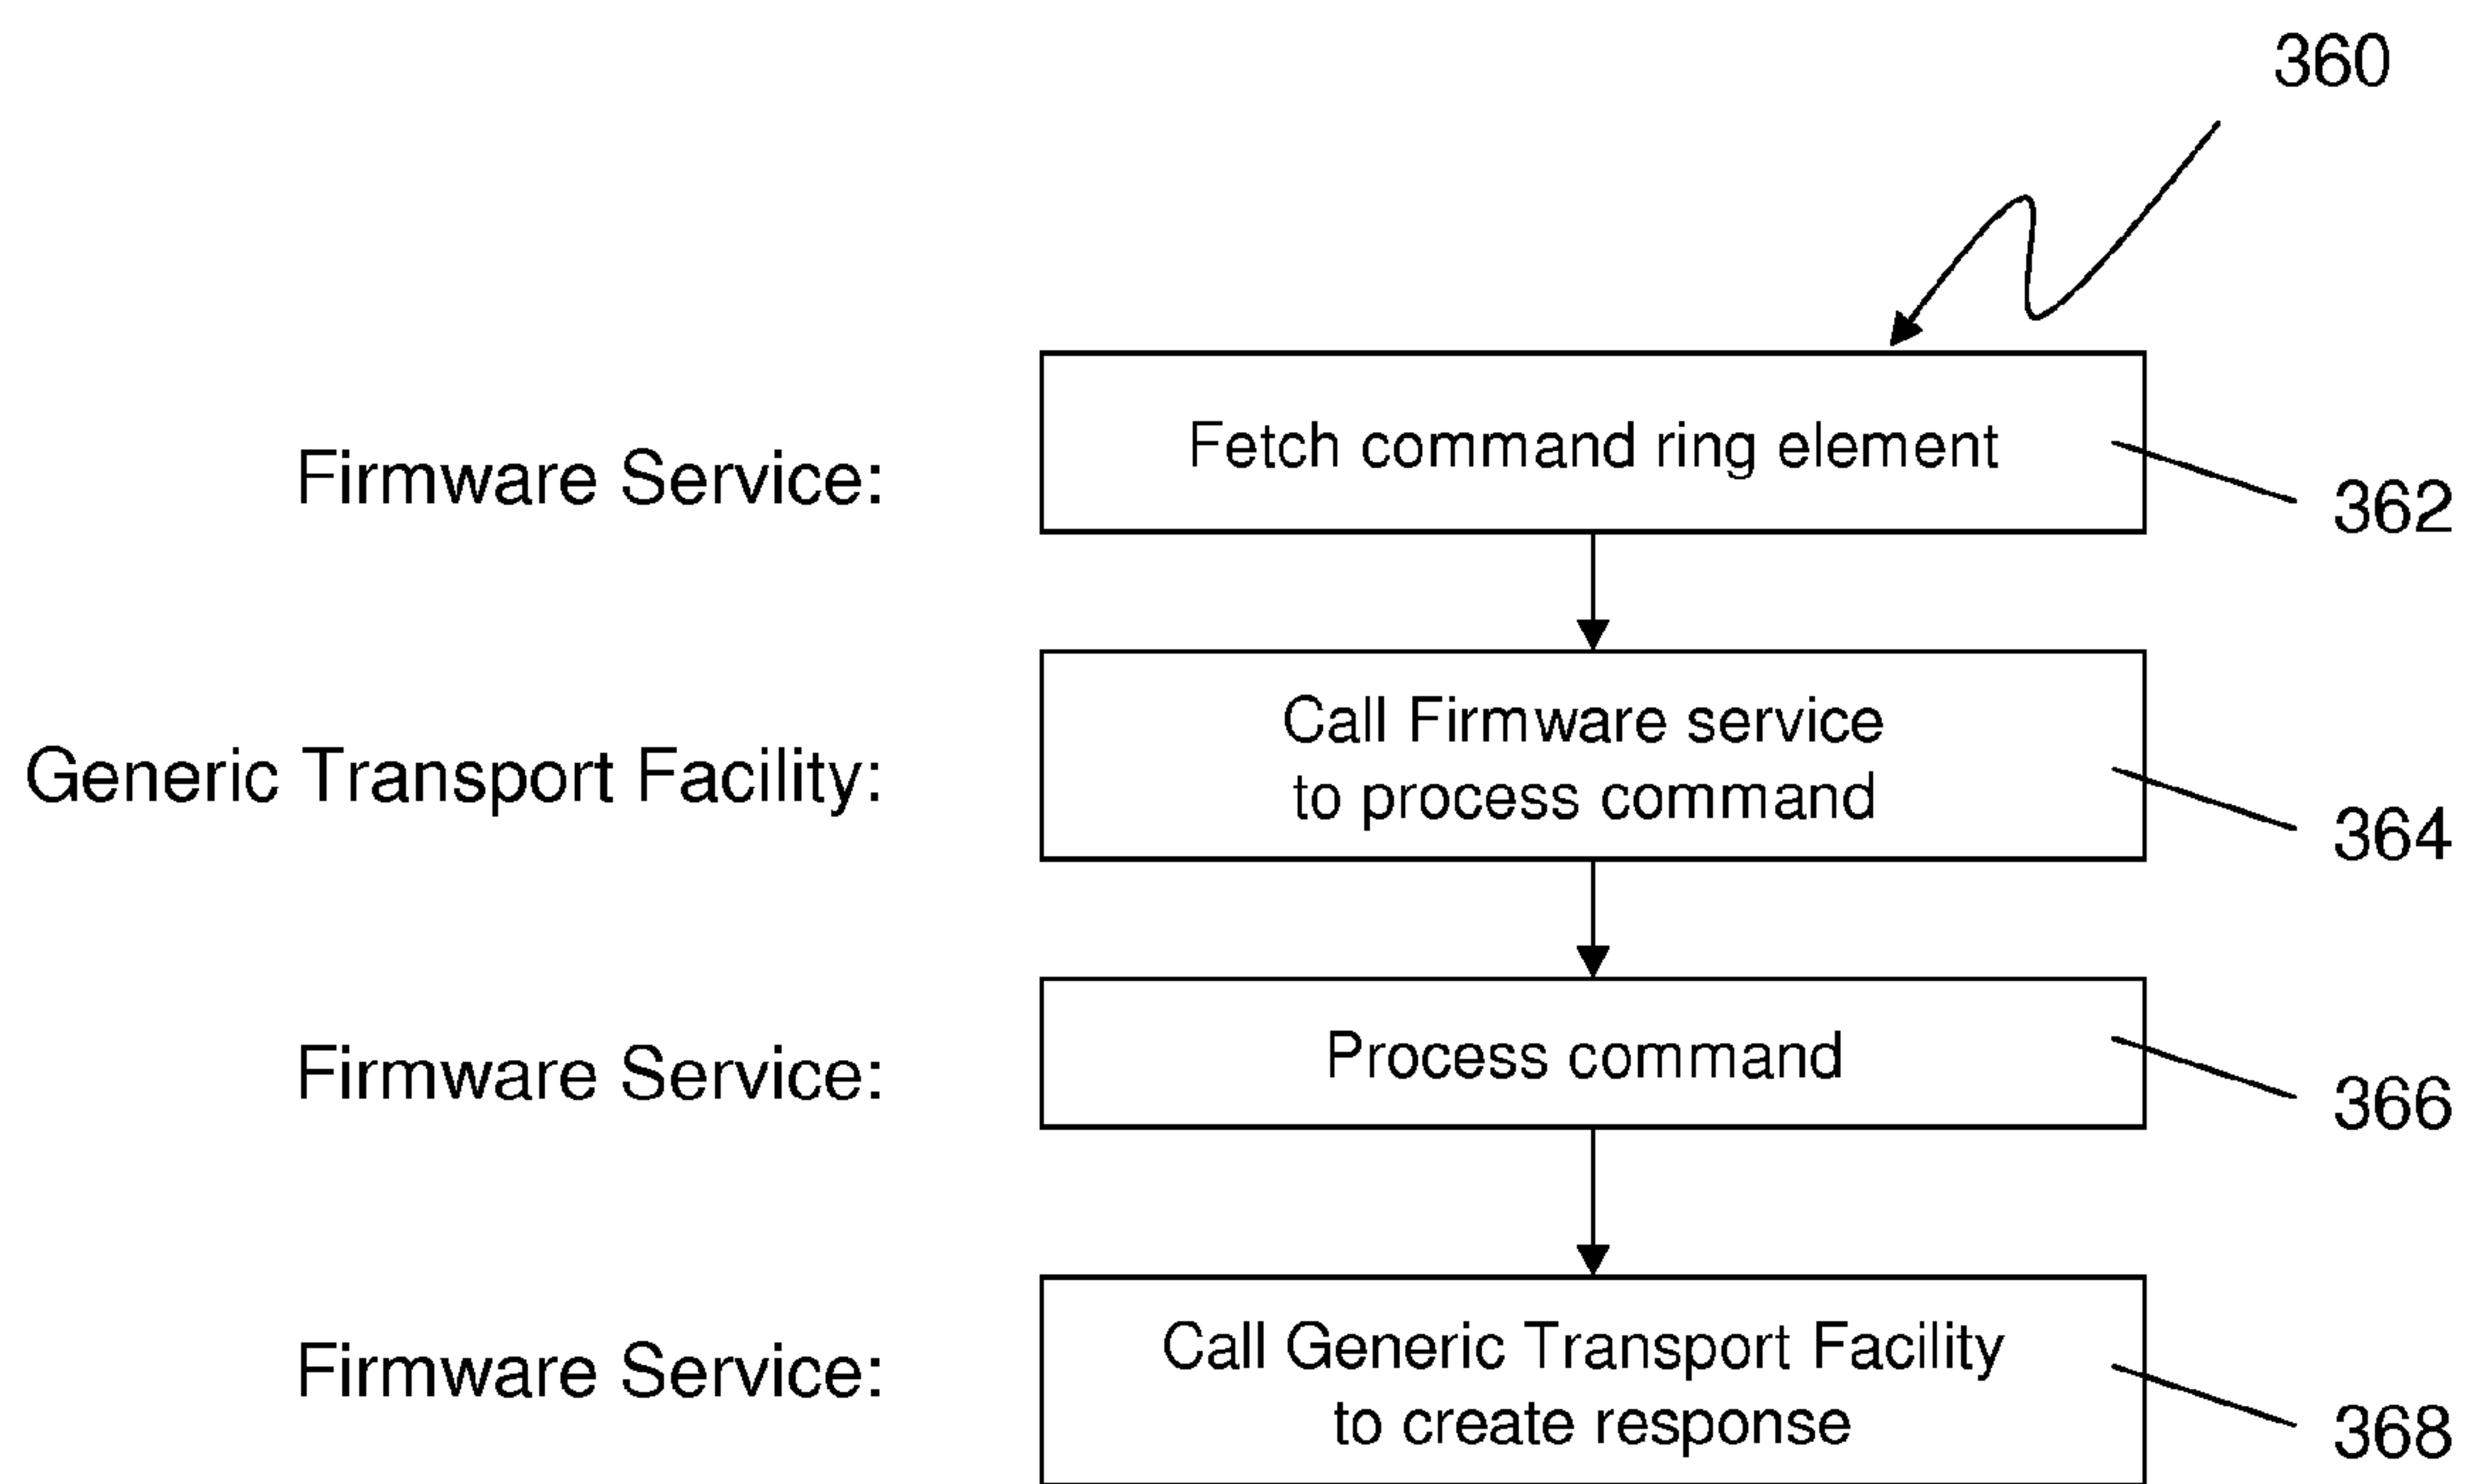 360
Firmware Service:
Fetch command ring element
362
Generic Transport Facility:
Call Firmware service
to process command
364
Firmware Service:
Process command
366
Firmware Service:
Call Generic Transport Facility
to create response
368